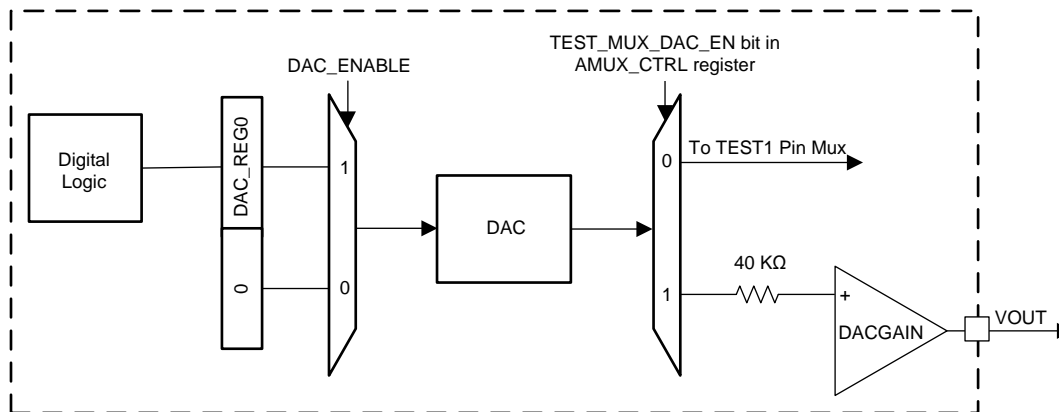 TEST_MUX_DAC_EN bit in
AMUX_CTRL register
DAC_ENABLE
Digital
Logic
DAC_REG0
0
1
0
DAC
0
1
To TEST1 Pin Mux
40 KΩ
+
DACGAIN
VOUT